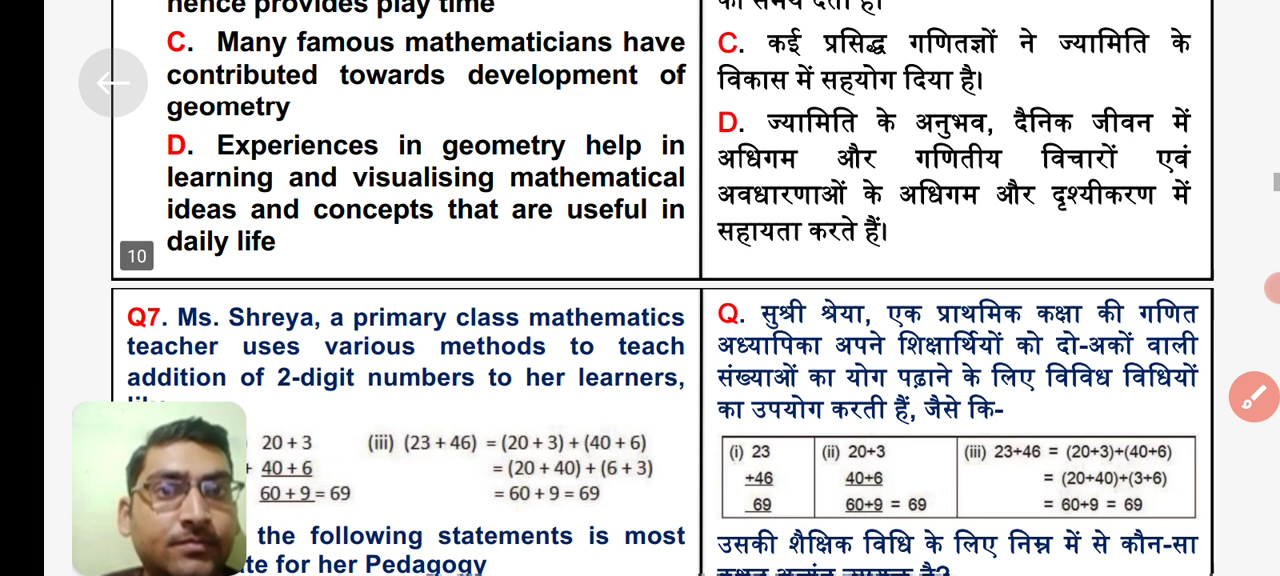 hence provides play time
C. Many famous mathematicians have
contributed towards development of
geometry
D. Experiences in geometry help in
learning and visualising mathematical
ideas and concepts that are useful in
daily life
10
C. कई प्रसिद्ध गणितज्ञों ने ज्यामिति के
विकास में सहयोग दिया है।
D. ज्यामिति के अनुभव, दैनिक जीवन में
अधिगम और गणितीय विचारों एवं
अवधारणाओं के अधिगम और दृश्यीकरण में
सहायता करते हैं।
Q7. Ms. Shreya, a primary class mathematics
teacher uses various methods to teach
addition of 2-digit numbers to her learners,
20 + 3
+ 40 + 6
60 + 9 = 69
(iii) (23 + 46) = (20 + 3) + (40 + 6)
= (20 + 40) + (6 + 3)
= 60 + 9 = 69
the following statements is most
for her Pedagogy
Q. सुश्री श्रेया, एक प्राथमिक कक्षा की गणित
अध्यापिका अपने शिक्षार्थियों को दो-अकों वाली
संख्याओं का योग पढ़ाने के लिए विविध विधियों
का उपयोग करती हैं, जैसे कि-
(i) 23
+46
69
(ii) 20+3
40+6
60+9 = 69
(iii) 23+46 = (20+3)+(40+6)
= (20+40)+(3+6)
= 60+9 = 69
उसकी शैक्षिक विधि के लिए निम्न में से कौन-सा